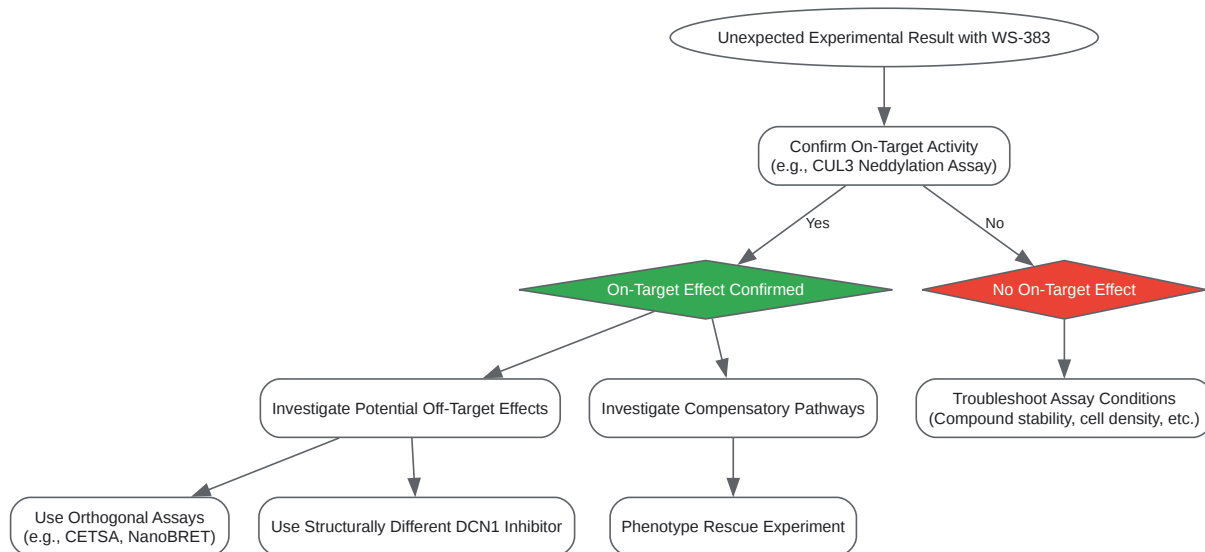 Unexpected Experimental Result with WS-383
Confirm On-Target Activity
(e.g., CUL3 Neddylation Assay)
Yes
No
On-Target Effect Confirmed
No On-Target Effect
Investigate Potential Off-Target Effects
Investigate Compensatory Pathways
Troubleshoot Assay Conditions
(Compound stability, cell density, etc.)
Use Orthogonal Assays
(e.g., CETSA, NanoBRET)
Use Structurally Different DCN1 Inhibitor
Phenotype Rescue Experiment